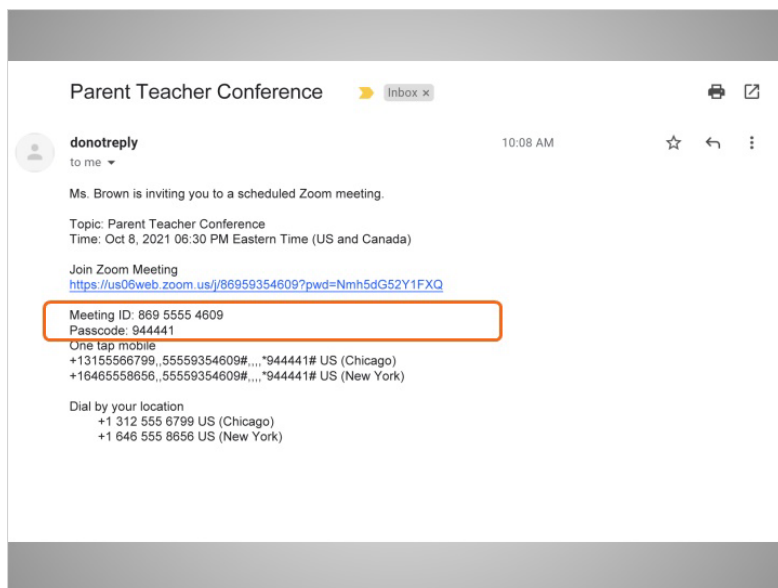 Parent Teacher Conference Inbox ×
donotreply 10:08 AM
to me
Ms. Brown is inviting you to a scheduled Zoom meeting.
Topic: Parent Teacher Conference
Time: Oct 8, 2021 06:30 PM Eastern Time (US and Canada)
Join Zoom Meeting
https://us06web.zoom.us/j/86959354609?pwd=Nmh5dG52Y1FXQ
Meeting ID: 869 5555 4609
Passcode: 944441
One tap mobile
+13155566799,,55559354609#,,,,*944441# US (Chicago)
+16465558656,,55559354609#,,,,*944441# US (New York)
Dial by your location
+1 312 555 6799 US (Chicago)
+1 646 555 8656 US (New York)